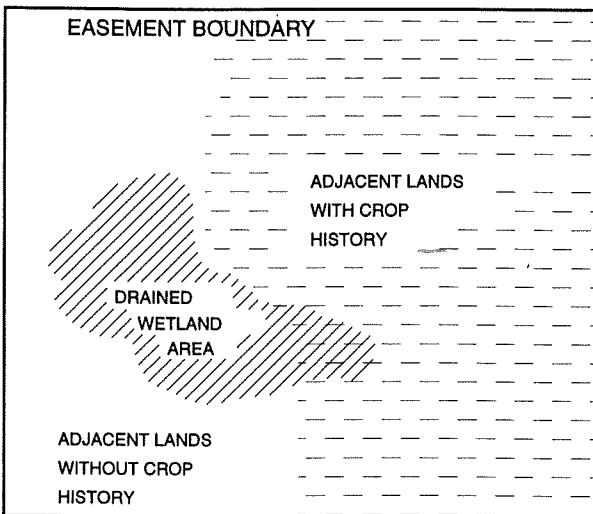 EASEMENT BOUNDARY
ADJACENT LANDS
WITH CROP
HISTORY
DRAINED
WETLAND
AREA
ADJACENT LANDS
WITHOUT CROP
HISTORY